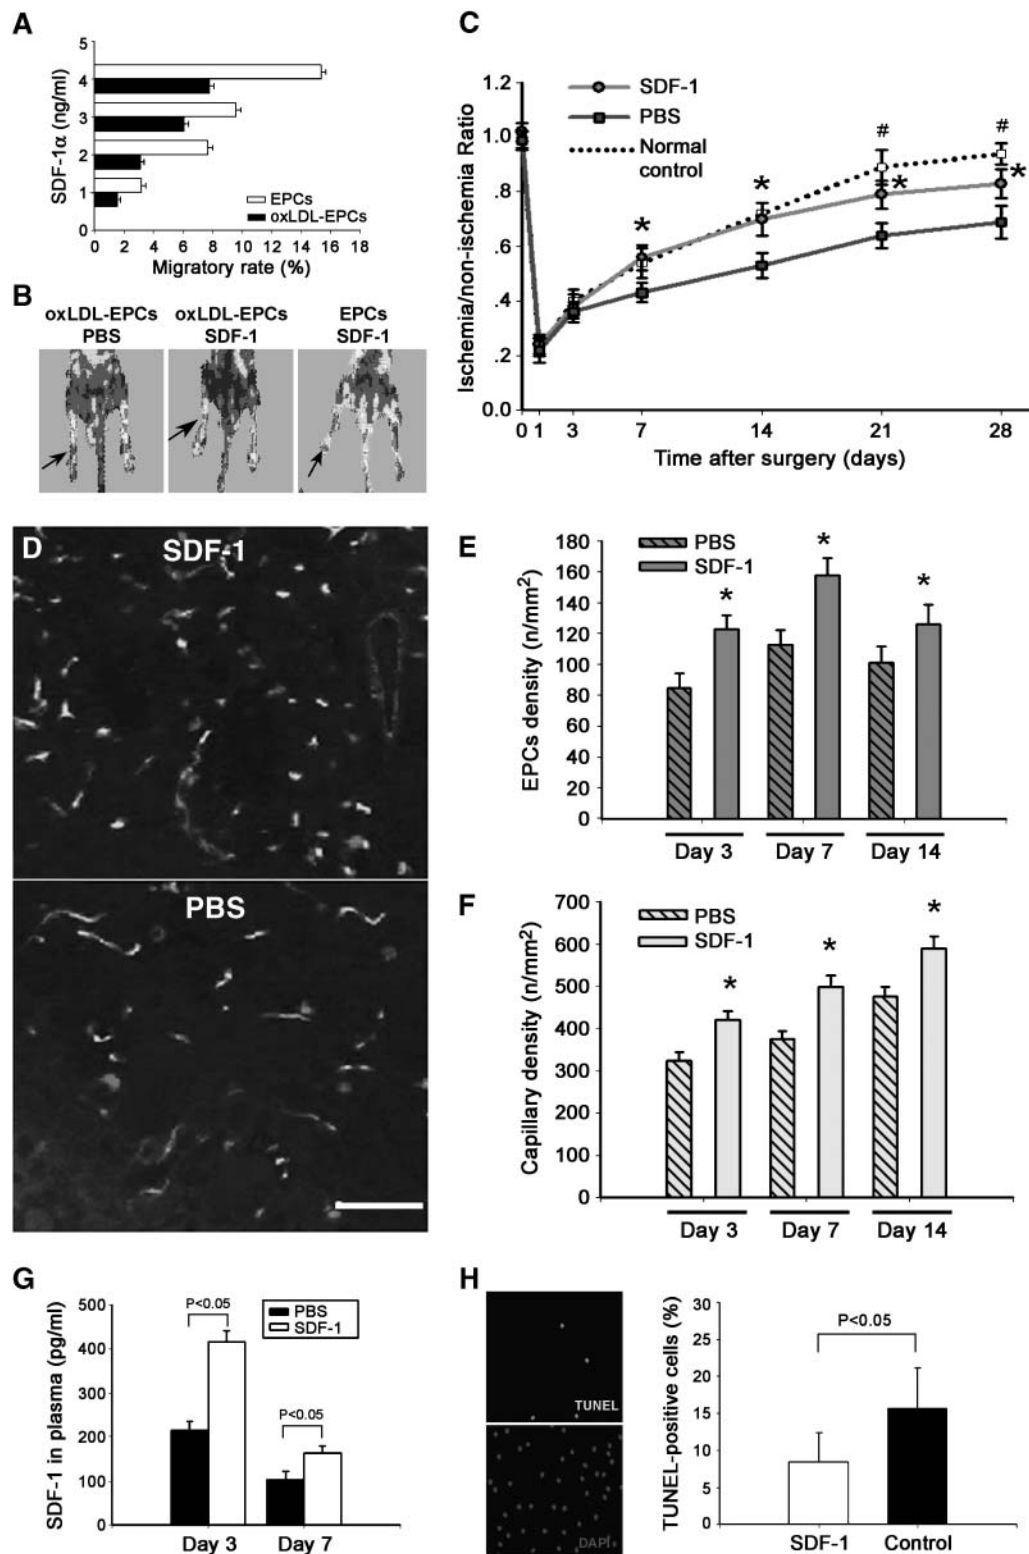 A
SDF-1α (ng/ml)
5
4
3
2
1
0
EPCs
oxLDL-EPCs
0 2 4 6 8 10 12 14 16 18
Migratory rate (%)
B
oxLDL-EPCs
PBS
oxLDL-EPCs
SDF-1
EPCs
SDF-1
C
Ischemia/non-ischemia Ratio
1.2
1.0
.8
.6
.4
.2
0.0
SDF-1
PBS
Normal
control
*
*
#
*
#
*
0 1 3 7 14 21 28
Time after surgery (days)
D
SDF-1
PBS
E
EPCs density (n/mm2)
180
160
140
120
100
80
60
40
20
0
PBS
SDF-1
*
*
*
Day 3 Day 7 Day 14
F
Capillary density (n/mm2)
700
600
500
400
300
200
100
0
PBS
SDF-1
*
*
*
Day 3 Day 7 Day 14
G
SDF-1 in plasma (pg/ml)
500
400
300
200
100
0
P<0.05
PBS
SDF-1
P<0.05
Day 3 Day 7
H
TUNEL
DAPI
TUNEL-positive cells (%)
30
25
20
15
10
5
0
P<0.05
SDF-1 Control